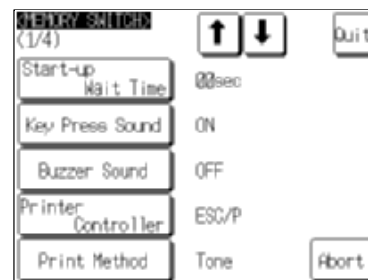 <MEMORY SWITCH>
(1/4)
Quit
Start-up
Wait Time
00sec
Key Press Sound
ON
Buzzer Sound
OFF
Printer
Controller
ESC/P
Print Method
Tone
Abort